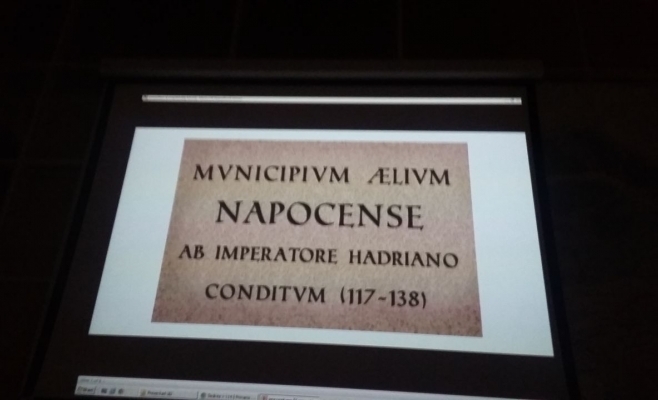 MVNICIPIVM ÆLIVM
NAPOCENSE
AB IMPERATORE HADRIANO
CONDITVM (117-138)